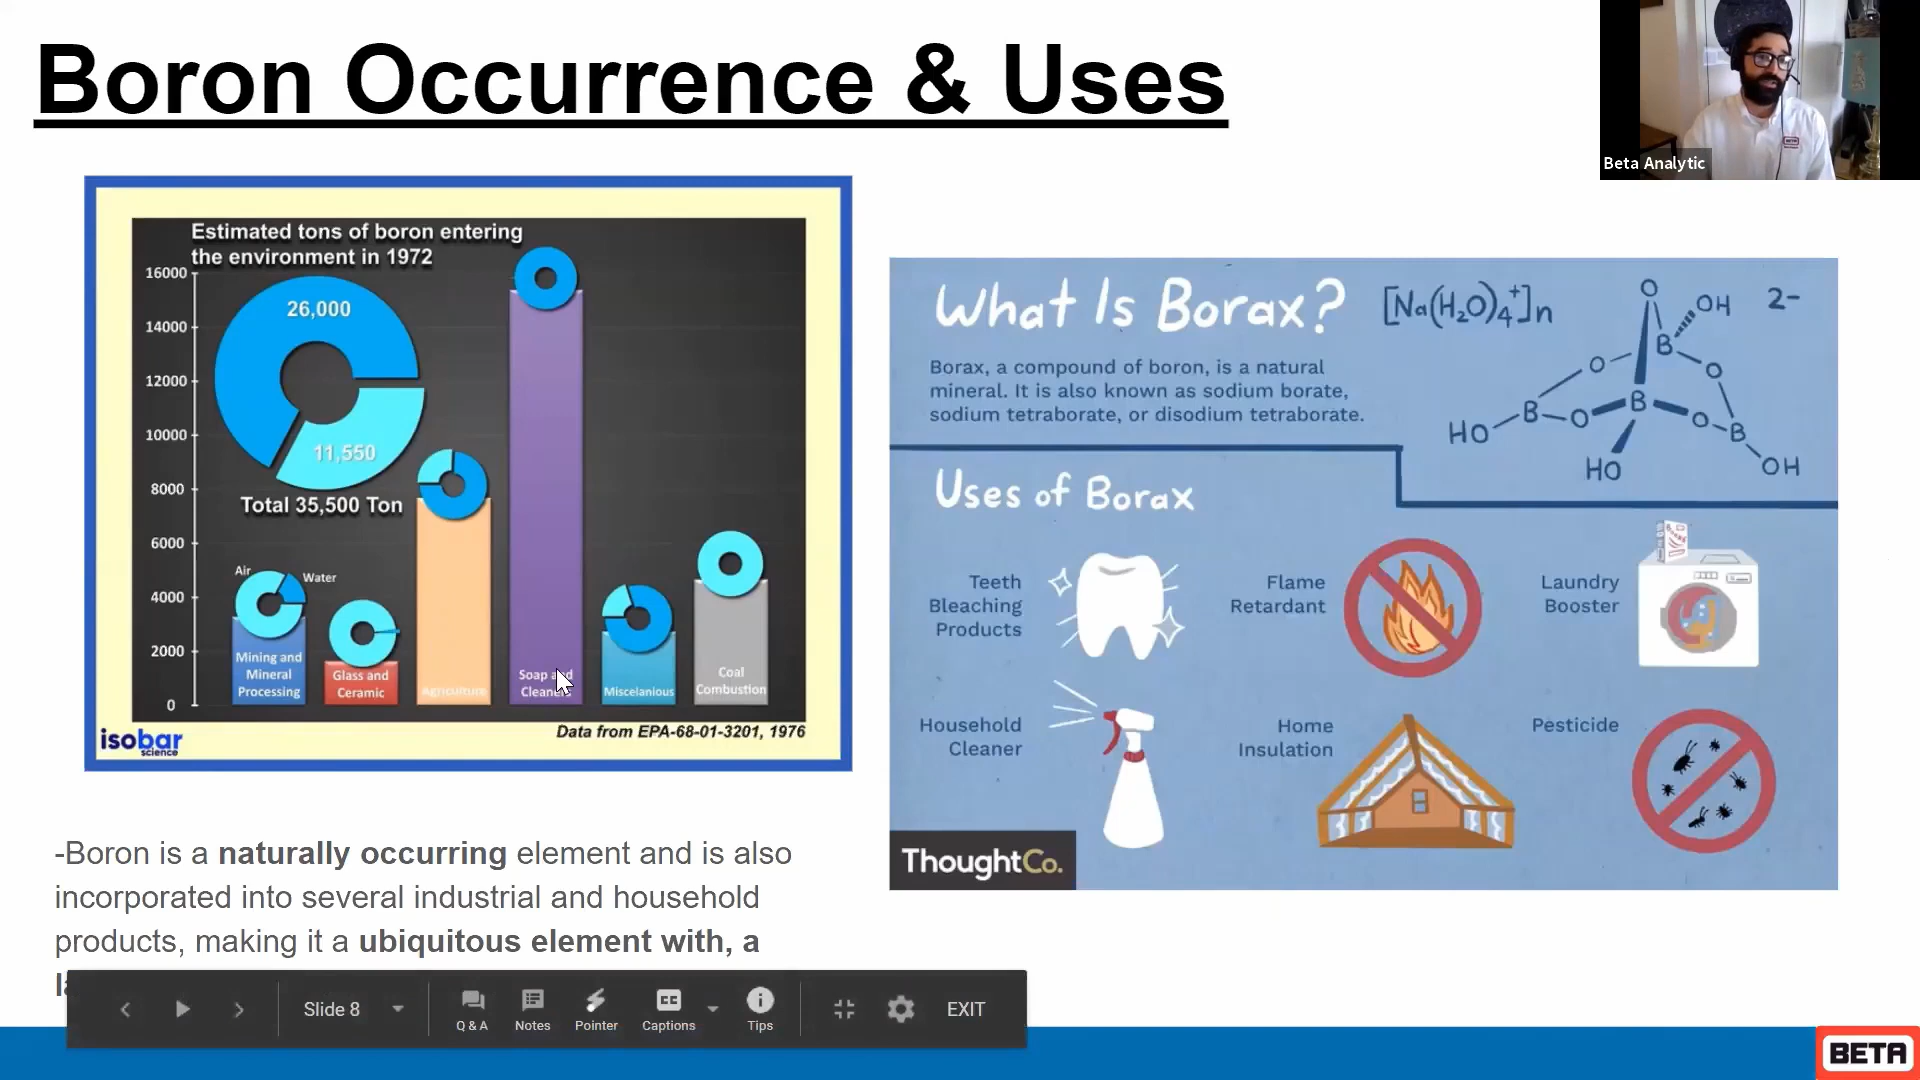 Boron Occurrence & Uses
Beta Analytic
Estimated tons of boron entering
the environment in 1972
16000
14000
12000
10000
8000
6000
4000
2000
0
26,000
11,550
Total 35,500 Ton
Air
Water
Mining and
Mineral
Processing
Glass and
Ceramic
Agriculture
Soap and
Miscelanious
Coal
Combustion
Data from EPA-68-01-3201, 1976
isobar
science
What Is Borax?
[Na(H₂O)₄⁺]n
O
OH
2-
B
O
O
B
O
B
O
B
HO
HO
OH
Borax, a compound of boron, is a natural
mineral. It is also known as sodium borate,
sodium tetraborate, or disodium tetraborate.
Uses of Borax
Teeth
Bleaching
Products
Flame
Retardant
Laundry
Booster
Household
Cleaner
Home
Insulation
Pesticide
ThoughtCo.
-Boron is a naturally occurring element and is also
incorporated into several industrial and household
products, making it a ubiquitous element with, a
Slide 8
Q & A
Notes
Pointer
CC
Captions
Tips
EXIT
BETA